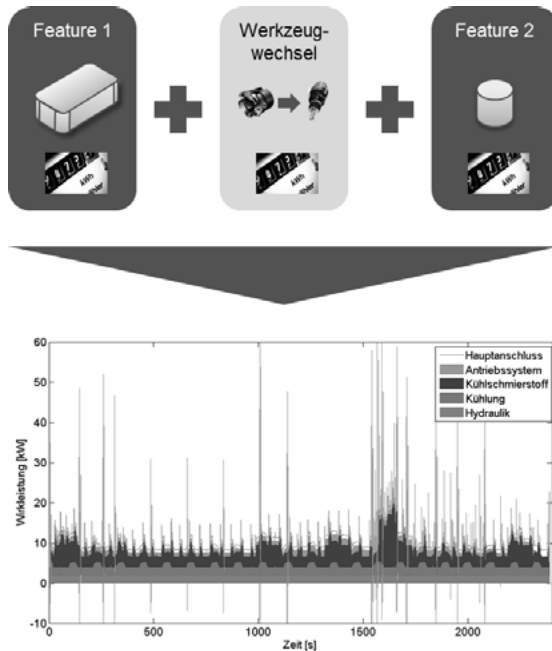 Feature 1
Werkzeug-
wechsel
Feature 2
kWh
kWh
kWh
60
50
40
30
20
10
0
-10
Wirkleistung [kW]
Hauptanschluss
Antriebssystem
Kühlschmierstoff
Kühlung
Hydraulik
0
500
1000
1500
2000
Zeit [s]